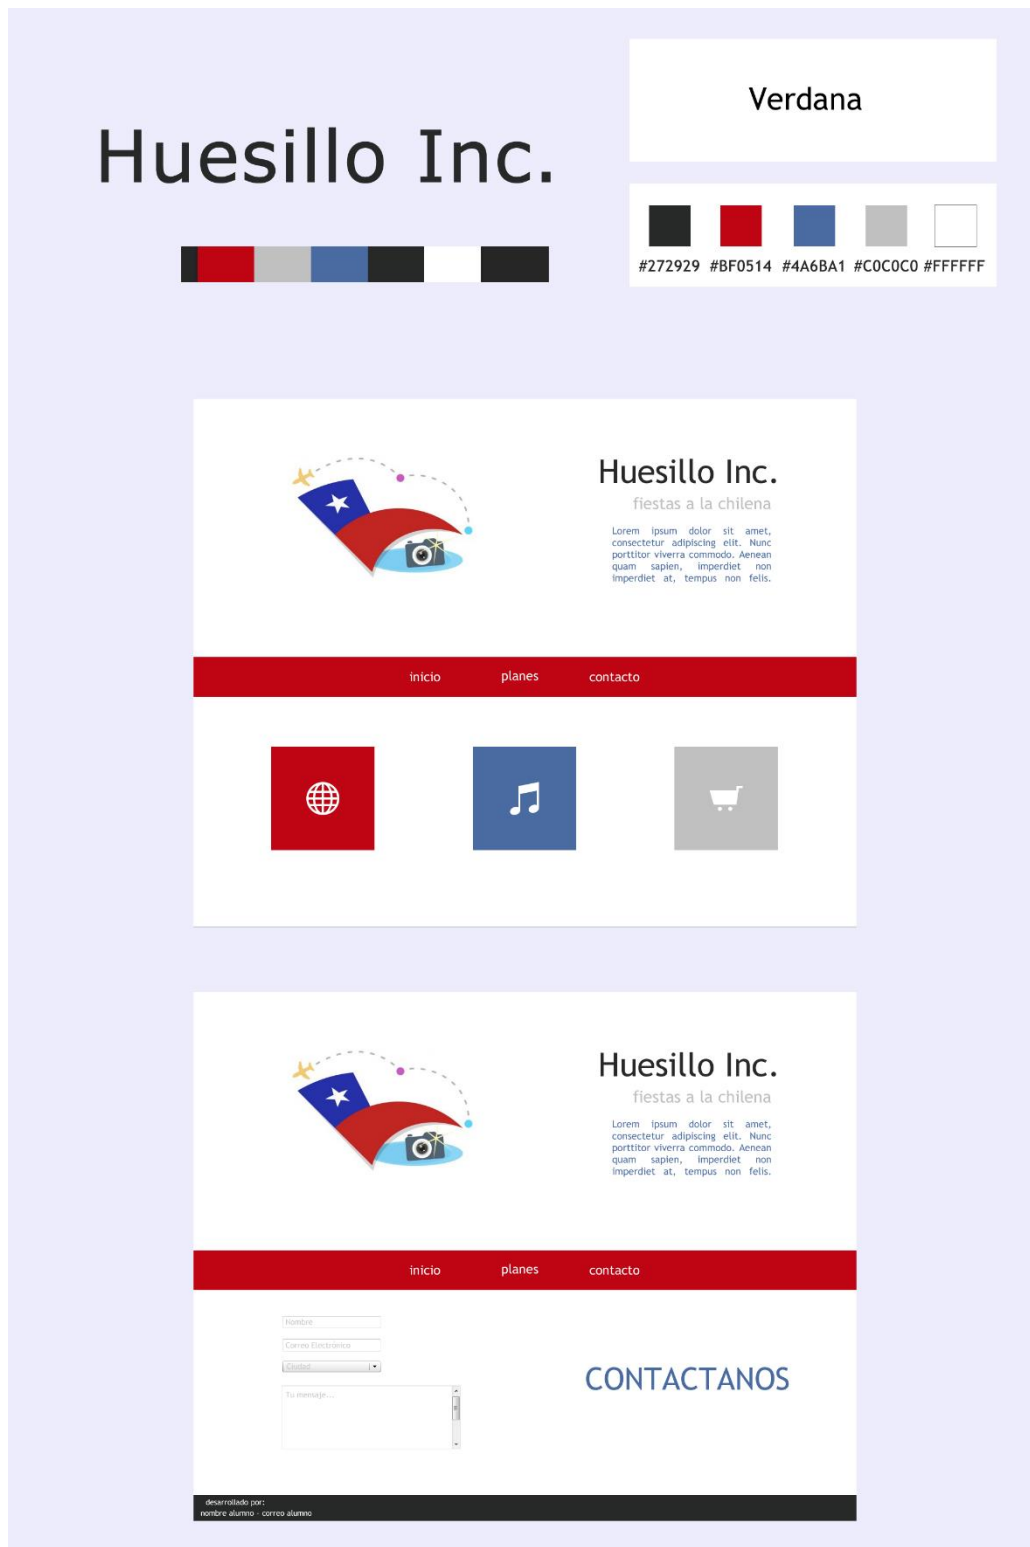 Huesillo Inc.
Verdana
#272929 #BF0514 #4A6BA1 #C0C0C0 #FFFFFF
Huesillo Inc.
fiestas a la chilena
Lorem ipsum dolor sit amet,
consectetur adipiscing elit. Nunc
porttitor viverra commodo. Aenean
quam sapien, imperdiet non
imperdiet at, tempus non felis.
inicio planes contacto
Huesillo Inc.
fiestas a la chilena
Lorem ipsum dolor sit amet,
consectetur adipiscing elit. Nunc
porttitor viverra commodo. Aenean
quam sapien, imperdiet non
imperdiet at, tempus non felis.
inicio planes contacto
Nombre
Correo Electrónico
Ciudad
Tu mensaje...
CONTACTANOS
desarrollado por:
nombre alumno - correo alumno